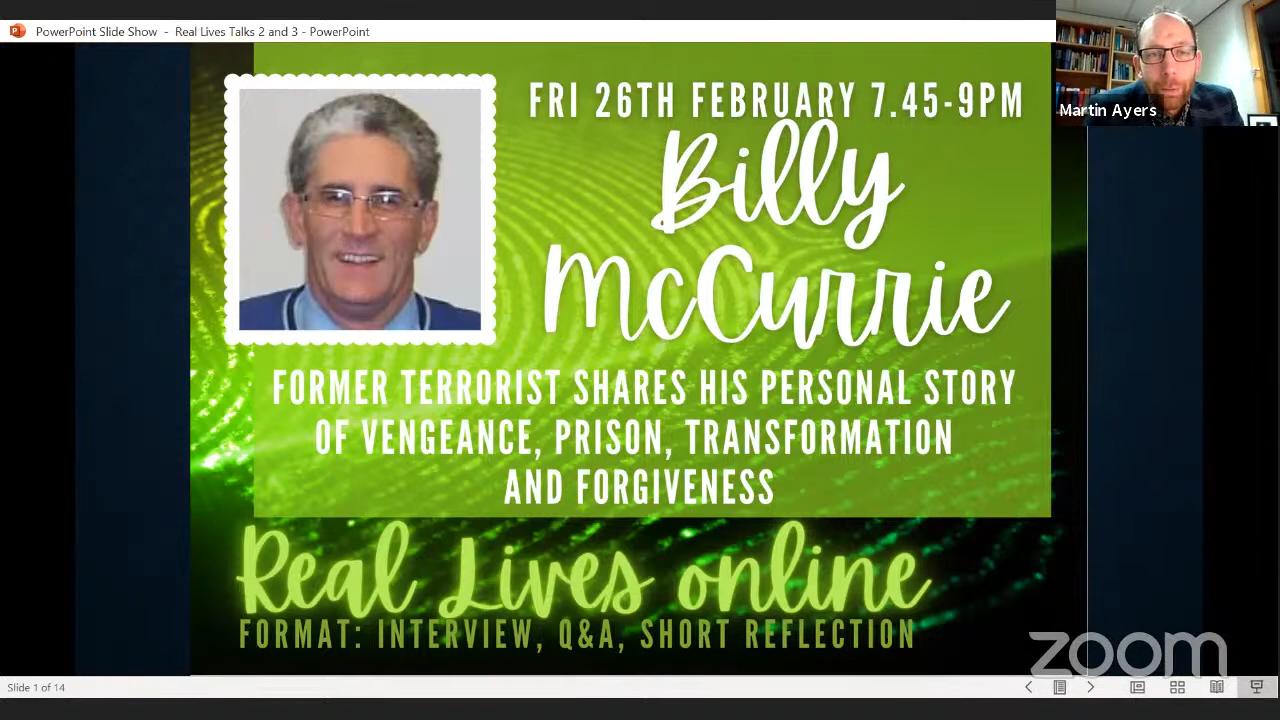 PowerPoint Slide Show - Real Lives Talks 2 and 3 - PowerPoint
Martin Ayers
FRI 26TH FEBRUARY 7.45-9PM
Billy
McCurrie
FORMER TERRORIST SHARES HIS PERSONAL STORY
OF VENGEANCE, PRISON, TRANSFORMATION
AND FORGIVENESS
Real Lives online
FORMAT: INTERVIEW, Q&A, SHORT REFLECTION
zoom
Slide 1 of 14